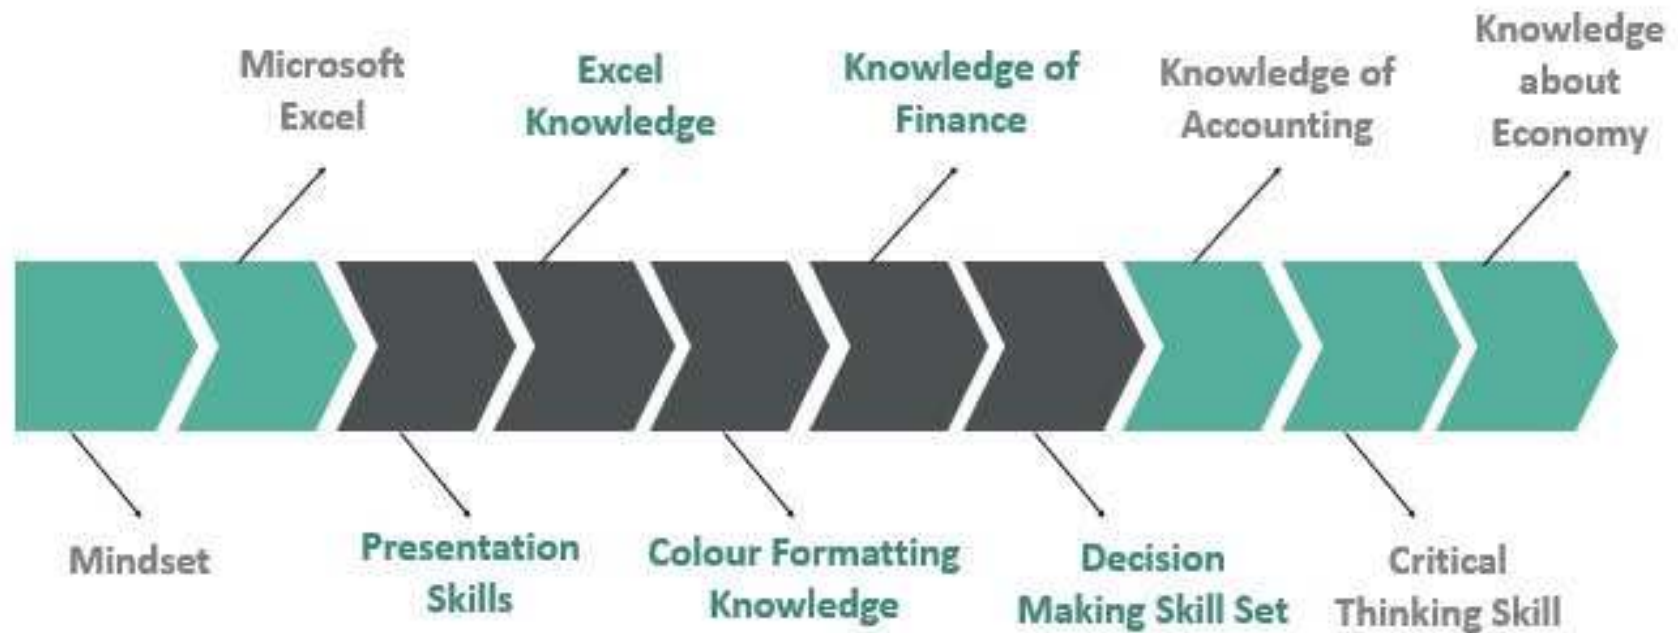 Microsoft
Excel
Excel
Knowledge
Knowledge of
Finance
Knowledge of
Accounting
Knowledge
about
Economy
Mindset
Presentation
Skills
Colour Formatting
Knowledge
Decision
Making Skill Set
Critical
Thinking Skill